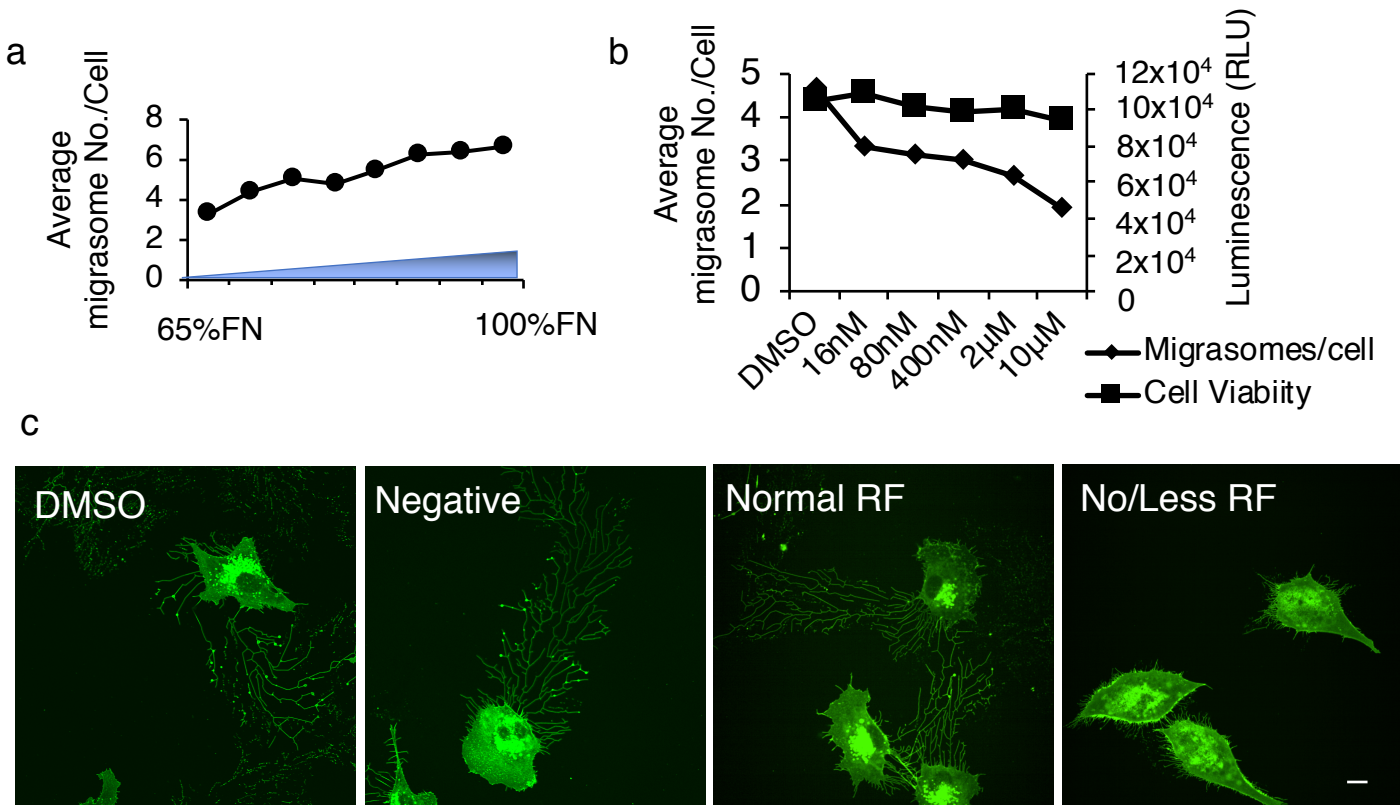 a
Average
migrasome No./Cell
8
6
4
2
0
65%FN
100%FN
b
Average
migrasome No./Cell
5
4
3
2
1
0
12x10⁴
10x10⁴
8x10⁴
6x10⁴
4x10⁴
2x10⁴
0
Luminescence (RLU)
DMSO
16nM
80nM
400nM
2µM
10µM
Migrasomes/cell
Cell Viabiity
c
DMSO
Negative
Normal RF
No/Less RF